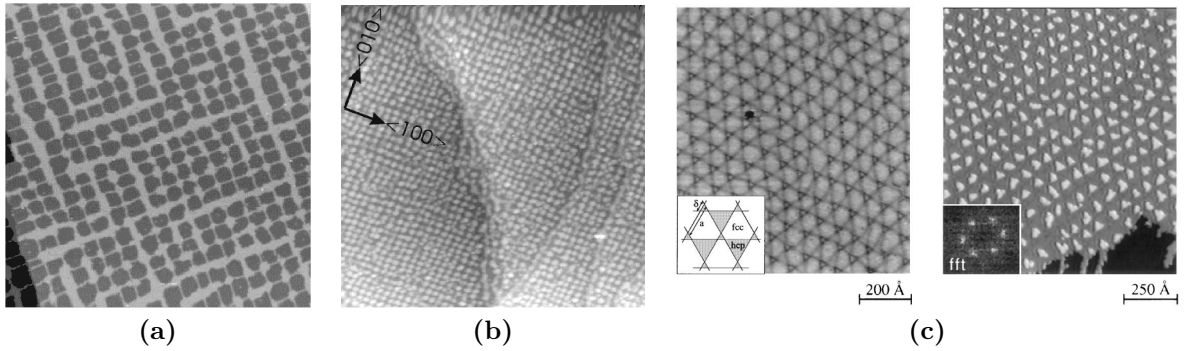 <010>
<100>
δ
a
fcc
hcp
200 Å
fft
250 Å
(a)
(b)
(c)